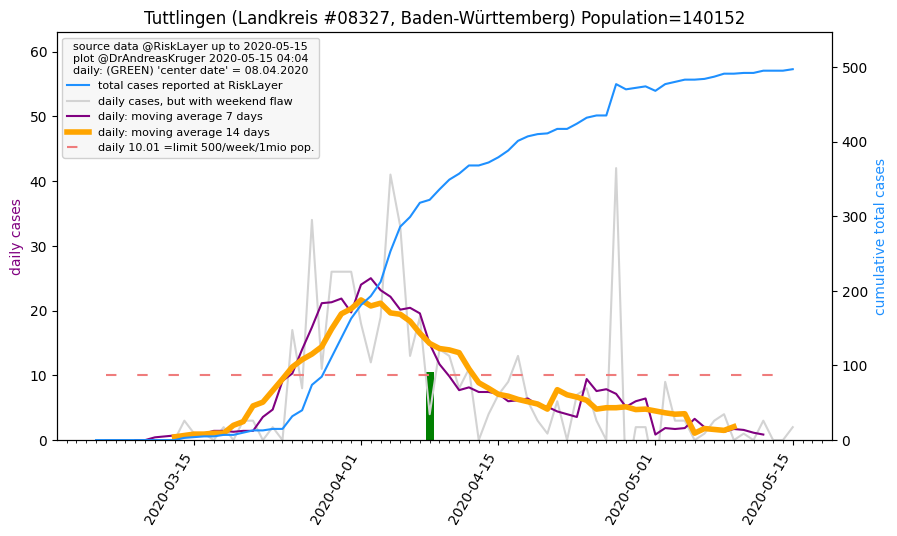 Tuttlingen (Landkreis #08327, Baden-Württemberg) Population=140152
source data @RiskLayer up to 2020-05-15
plot @DrAndreasKruger 2020-05-15 04:04
daily: (GREEN) 'center date' = 08.04.2020
total cases reported at RiskLayer
daily cases, but with weekend flaw
daily: moving average 7 days
daily: moving average 14 days
daily 10.01 =limit 500/week/1mio pop.
daily cases
60
50
40
30
20
10
0
cumulative total cases
500
400
300
200
100
0
2020-03-15
2020-04-01
2020-04-15
2020-05-01
2020-05-15